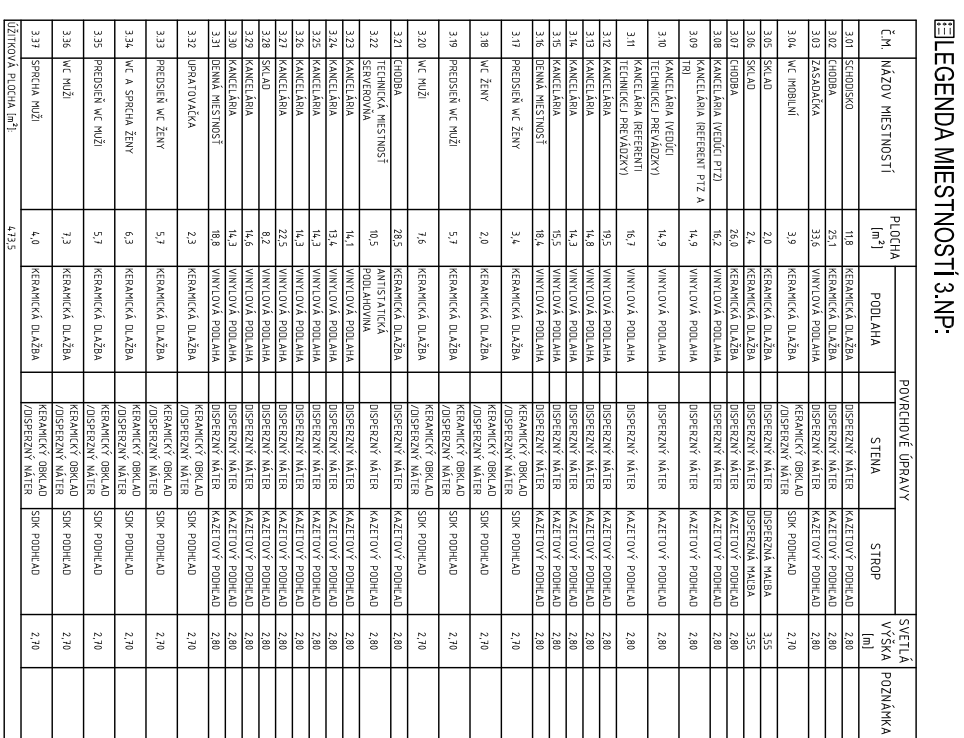 LEGENDA MIESTNOSTÍ 3.NP:
Č.M. NÁZOV MIESTNOSTÍ PLOCHA [m²] POVRCHOVÉ ÚPRAVY SVETLÁ VÝŠKA [m] POZNÁMKA
PODLAHA STENA STROP
3.01 SCHODISKO 11,8 KERAMICKÁ DLAŽBA DISPERZNÝ NÁTER KAZETOVÝ PODHĽAD 2,80
3.02 CHODBA 25,1 KERAMICKÁ DLAŽBA DISPERZNÝ NÁTER KAZETOVÝ PODHĽAD 2,80
3.03 ZASADAČKA 33,6 VINYLOVÁ PODLAHA DISPERZNÝ NÁTER KAZETOVÝ PODHĽAD 2,80
3.04 WC IMOBILNÍ 3,9 KERAMICKÁ DLAŽBA KERAMICKÝ OBKLAD /DISPERZNÝ NÁTER SDK PODHĽAD 2,70
3.05 SKLAD 2,0 KERAMICKÁ DLAŽBA DISPERZNÝ NÁTER DISPERZNÁ MAĽBA 3,55
3.06 SKLAD 2,4 KERAMICKÁ DLAŽBA DISPERZNÝ NÁTER DISPERZNÁ MAĽBA 3,55
3.07 CHODBA 26,0 KERAMICKÁ DLAŽBA DISPERZNÝ NÁTER KAZETOVÝ PODHĽAD 2,80
3.08 KANCELÁRIA (VEDÚCI PTZ) 16,2 VINYLOVÁ PODLAHA DISPERZNÝ NÁTER KAZETOVÝ PODHĽAD 2,80
3.09 KANCELÁRIA (REFERENT PTZ A TR) 14,9 VINYLOVÁ PODLAHA DISPERZNÝ NÁTER KAZETOVÝ PODHĽAD 2,80
3.10 KANCELÁRIA (VEDÚCI TECHNICKEJ PREVÁDZKY) 14,9 VINYLOVÁ PODLAHA DISPERZNÝ NÁTER KAZETOVÝ PODHĽAD 2,80
3.11 KANCELÁRIA (REFERENTI TECHNICKEJ PREVÁDZKY) 16,7 VINYLOVÁ PODLAHA DISPERZNÝ NÁTER KAZETOVÝ PODHĽAD 2,80
3.12 KANCELÁRIA 19,5 VINYLOVÁ PODLAHA DISPERZNÝ NÁTER KAZETOVÝ PODHĽAD 2,80
3.13 KANCELÁRIA 14,8 VINYLOVÁ PODLAHA DISPERZNÝ NÁTER KAZETOVÝ PODHĽAD 2,80
3.14 KANCELÁRIA 14,3 VINYLOVÁ PODLAHA DISPERZNÝ NÁTER KAZETOVÝ PODHĽAD 2,80
3.15 KANCELÁRIA 15,5 VINYLOVÁ PODLAHA DISPERZNÝ NÁTER KAZETOVÝ PODHĽAD 2,80
3.16 DENNÁ MIESTNOSŤ 18,4 VINYLOVÁ PODLAHA DISPERZNÝ NÁTER KAZETOVÝ PODHĽAD 2,80
3.17 PREDSIEŇ WC ŽENY 3,4 KERAMICKÁ DLAŽBA KERAMICKÝ OBKLAD /DISPERZNÝ NÁTER SDK PODHĽAD 2,70
3.18 WC ŽENY 2,0 KERAMICKÁ DLAŽBA KERAMICKÝ OBKLAD /DISPERZNÝ NÁTER SDK PODHĽAD 2,70
3.19 PREDSIEŇ WC MUŽI 5,7 KERAMICKÁ DLAŽBA KERAMICKÝ OBKLAD /DISPERZNÝ NÁTER SDK PODHĽAD 2,70
3.20 WC MUŽI 7,6 KERAMICKÁ DLAŽBA KERAMICKÝ OBKLAD /DISPERZNÝ NÁTER SDK PODHĽAD 2,70
3.21 CHODBA 28,5 KERAMICKÁ DLAŽBA DISPERZNÝ NÁTER KAZETOVÝ PODHĽAD 2,80
3.22 TECHNICKÁ MIESTNOSŤ SERVEROVŇA 10,5 ANTISTATICKÁ PODLAHOVINA DISPERZNÝ NÁTER KAZETOVÝ PODHĽAD 2,80
3.23 KANCELÁRIA 14,1 VINYLOVÁ PODLAHA DISPERZNÝ NÁTER KAZETOVÝ PODHĽAD 2,80
3.24 KANCELÁRIA 13,4 VINYLOVÁ PODLAHA DISPERZNÝ NÁTER KAZETOVÝ PODHĽAD 2,80
3.25 KANCELÁRIA 14,3 VINYLOVÁ PODLAHA DISPERZNÝ NÁTER KAZETOVÝ PODHĽAD 2,80
3.26 KANCELÁRIA 14,3 VINYLOVÁ PODLAHA DISPERZNÝ NÁTER KAZETOVÝ PODHĽAD 2,80
3.27 KANCELÁRIA 22,5 VINYLOVÁ PODLAHA DISPERZNÝ NÁTER KAZETOVÝ PODHĽAD 2,80
3.28 SKLAD 8,2 VINYLOVÁ PODLAHA DISPERZNÝ NÁTER KAZETOVÝ PODHĽAD 2,80
3.29 KANCELÁRIA 14,6 VINYLOVÁ PODLAHA DISPERZNÝ NÁTER KAZETOVÝ PODHĽAD 2,80
3.30 KANCELÁRIA 14,3 VINYLOVÁ PODLAHA DISPERZNÝ NÁTER KAZETOVÝ PODHĽAD 2,80
3.31 DENNÁ MIESTNOSŤ 18,8 VINYLOVÁ PODLAHA DISPERZNÝ NÁTER KAZETOVÝ PODHĽAD 2,80
3.32 UPRATOVAČKA 2,3 KERAMICKÁ DLAŽBA KERAMICKÝ OBKLAD /DISPERZNÝ NÁTER SDK PODHĽAD 2,70
3.33 PREDSIEŇ WC ŽENY 5,7 KERAMICKÁ DLAŽBA KERAMICKÝ OBKLAD /DISPERZNÝ NÁTER SDK PODHĽAD 2,70
3.34 WC A SPRCHA ŽENY 6,3 KERAMICKÁ DLAŽBA KERAMICKÝ OBKLAD /DISPERZNÝ NÁTER SDK PODHĽAD 2,70
3.35 PREDSIEŇ WC MUŽI 5,7 KERAMICKÁ DLAŽBA KERAMICKÝ OBKLAD /DISPERZNÝ NÁTER SDK PODHĽAD 2,70
3.36 WC MUŽI 7,3 KERAMICKÁ DLAŽBA KERAMICKÝ OBKLAD /DISPERZNÝ NÁTER SDK PODHĽAD 2,70
3.37 SPRCHA MUŽI 4,0 KERAMICKÁ DLAŽBA KERAMICKÝ OBKLAD /DISPERZNÝ NÁTER SDK PODHĽAD 2,70
ÚŽITKOVÁ PLOCHA [m²]: 473,5